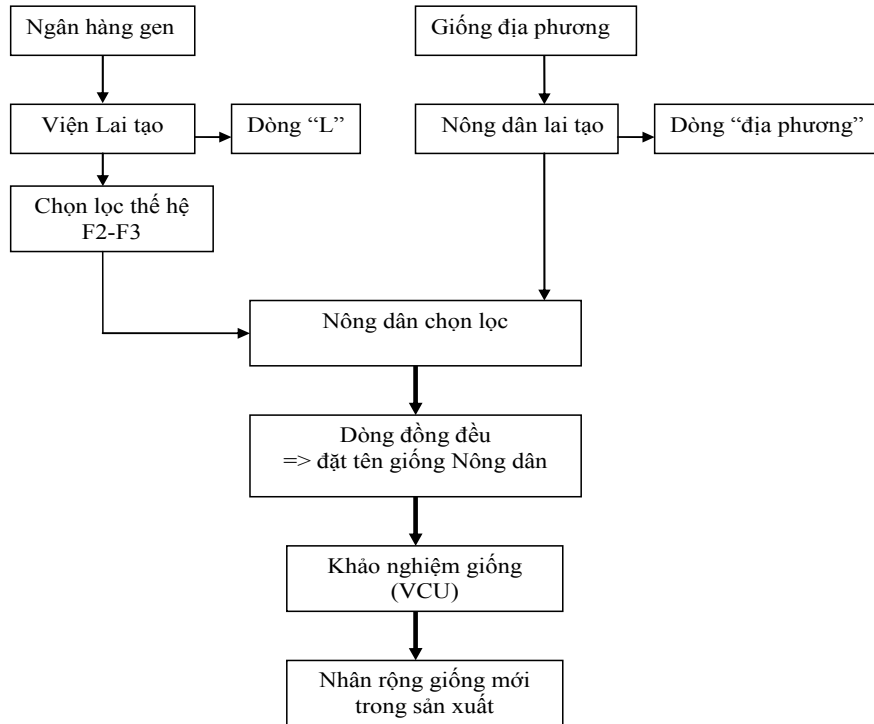 Ngân hàng gen
Giống địa phương
Viện Lai tạo
Dòng “L”
Nông dân lai tạo
Dòng “địa phương”
Chọn lọc thế hệ
F2-F3
Nông dân chọn lọc
Dòng đồng đều
=> đặt tên giống Nông dân
Khảo nghiệm giống
(VCU)
Nhân rộng giống mới
trong sản xuất